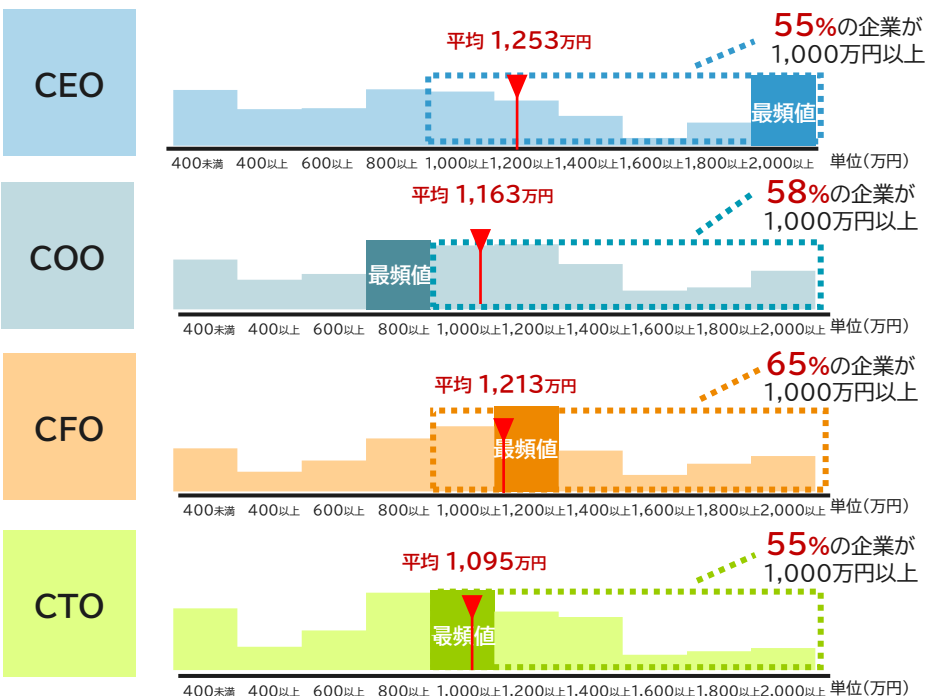 CEO
平均 1,253万円
55%の企業が
1,000万円以上
最頻値
400未満 400以上 600以上 800以上 1,000以上 1,200以上 1,400以上 1,600以上 1,800以上 2,000以上 単位(万円)
COO
平均 1,163万円
58%の企業が
1,000万円以上
最頻値
400未満 400以上 600以上 800以上 1,000以上 1,200以上 1,400以上 1,600以上 1,800以上 2,000以上 単位(万円)
CFO
平均 1,213万円
65%の企業が
1,000万円以上
最頻値
400未満 400以上 600以上 800以上 1,000以上 1,200以上 1,400以上 1,600以上 1,800以上 2,000以上 単位(万円)
CTO
平均 1,095万円
55%の企業が
1,000万円以上
最頻値
400未満 400以上 600以上 800以上 1,000以上 1,200以上 1,400以上 1,600以上 1,800以上 2,000以上 単位(万円)